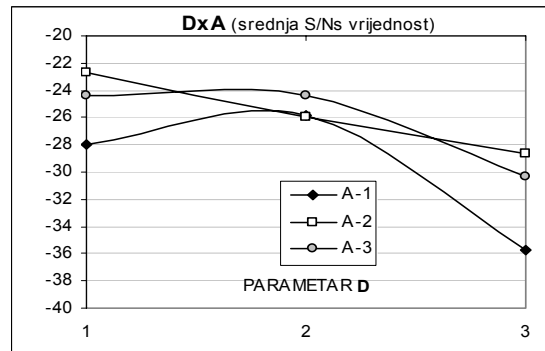 DxA (srednja S/Ns vrijednost)
-20
-22
-24
-26
-28
-30
-32
-34
-36
-38
-40
A-1
A-2
A-3
PARAMETAR D
1 2 3